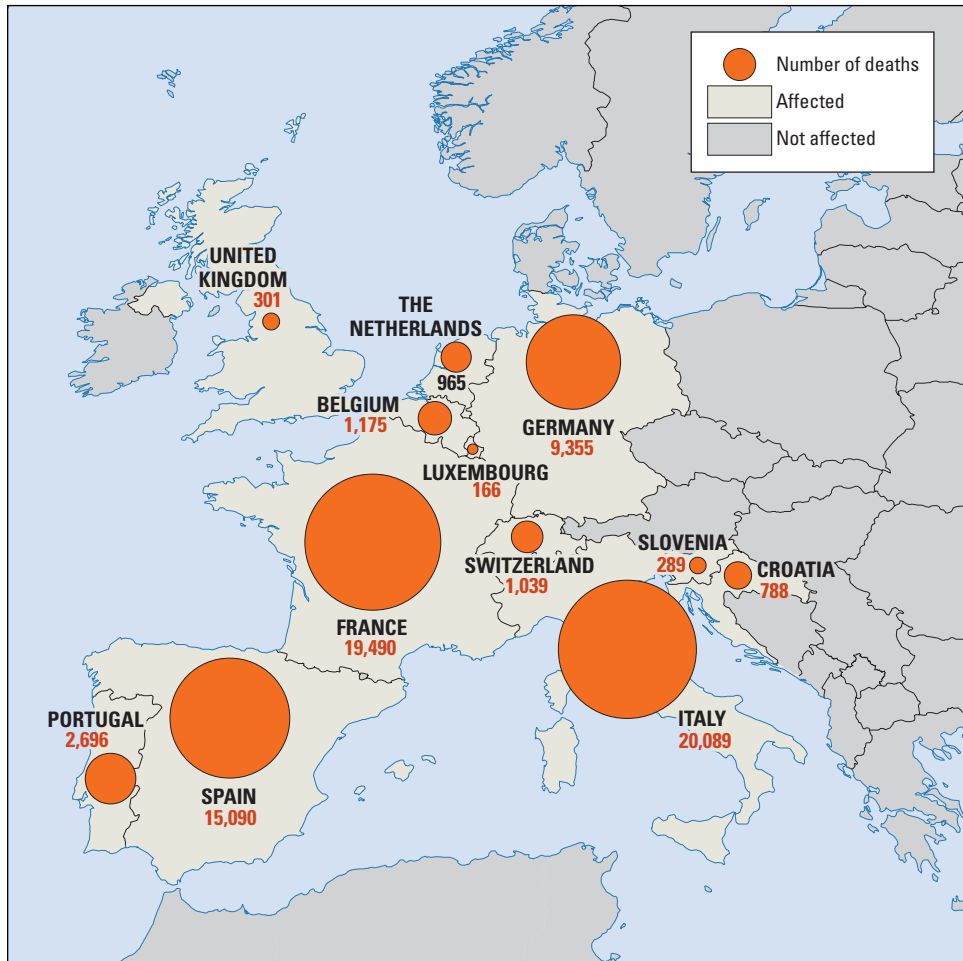 Number of deaths
Affected
Not affected
UNITED
KINGDOM
301
THE
NETHERLANDS
965
BELGIUM
1,175
GERMANY
9,355
LUXEMBOURG
166
SWITZERLAND
1,039
SLOVENIA
289
CROATIA
788
FRANCE
19,490
ITALY
20,089
PORTUGAL
2,696
SPAIN
15,090